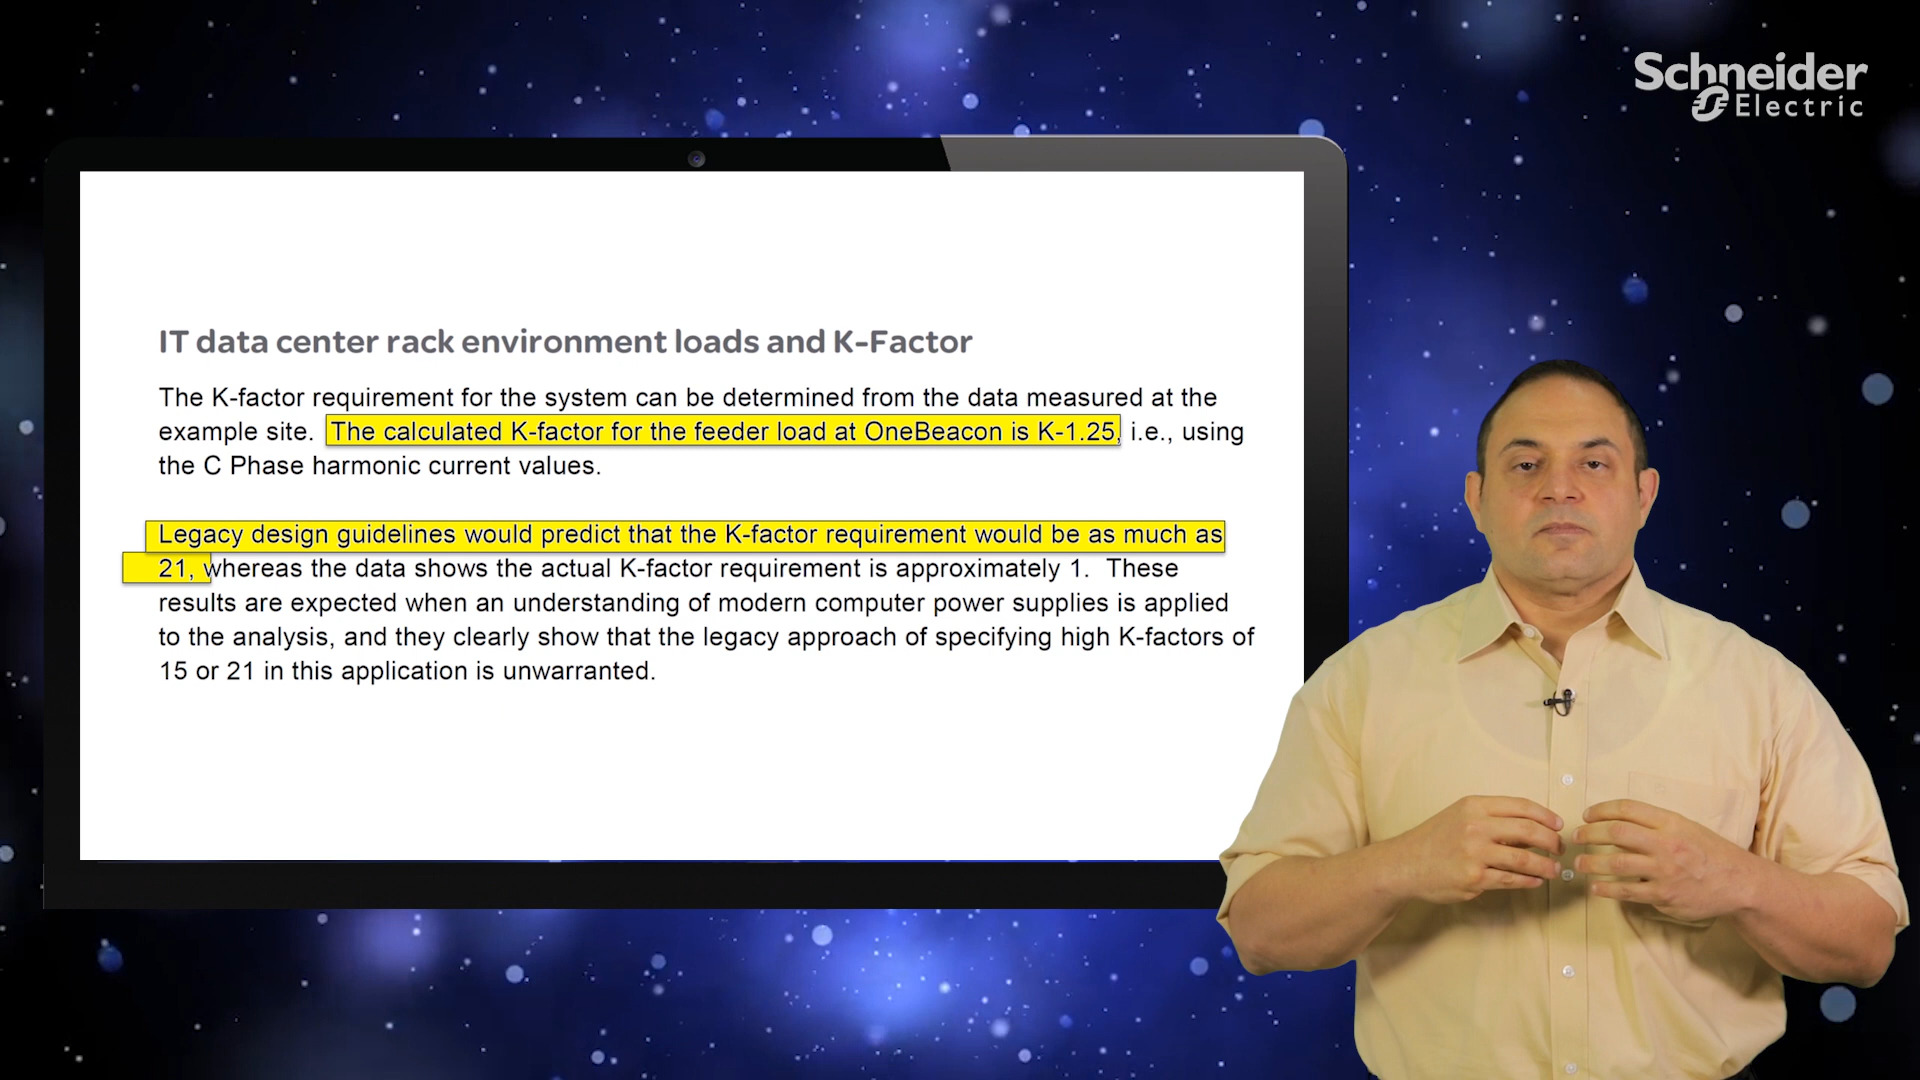 Schneider
Electric
IT data center rack environment loads and K-Factor
The K-factor requirement for the system can be determined from the data measured at the
example site. The calculated K-factor for the feeder load at OneBeacon is K-1.25, i.e., using
the C Phase harmonic current values.
Legacy design guidelines would predict that the K-factor requirement would be as much as
21, whereas the data shows the actual K-factor requirement is approximately 1. These
results are expected when an understanding of modern computer power supplies is applied
to the analysis, and they clearly show that the legacy approach of specifying high K-factors of
15 or 21 in this application is unwarranted.